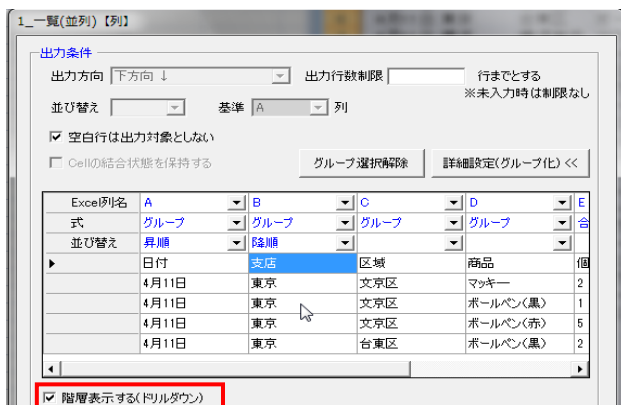 1_一覧(並列)【列】
出力条件
出力方向 下方向 ↓ 出力行数制限 行までとする
※未入力時は制限なし
並び替え 基準 A 列
空白行は出力対象としない
Cellの結合状態を保持する グループ選択解除 詳細設定(グループ化) <<
Excel列名 A B C D E
式 グループ グループ グループ グループ 合
並び替え 昇順 降順
日付 支店 区域 商品 個
4月11日 東京 文京区 マッキー 2
4月11日 東京 文京区 ボールペン(黒) 1
4月11日 東京 文京区 ボールペン(赤) 5
4月11日 東京 台東区 ボールペン(黒) 2
階層表示する(ドリルダウン)